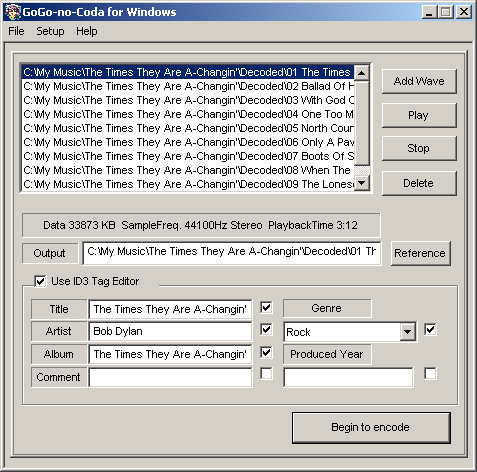 GoGo-no-Coda for Windows
File Setup Help
C:\My Music\The Times They Are A-Changin'\Decoded\01 The Times
C:\My Music\The Times They Are A-Changin'\Decoded\02 Ballad Of H
C:\My Music\The Times They Are A-Changin'\Decoded\03 With God O
C:\My Music\The Times They Are A-Changin'\Decoded\04 One Too M
C:\My Music\The Times They Are A-Changin'\Decoded\05 North Coun
C:\My Music\The Times They Are A-Changin'\Decoded\06 Only A Pav
C:\My Music\The Times They Are A-Changin'\Decoded\07 Boots Of S
C:\My Music\The Times They Are A-Changin'\Decoded\08 When The
C:\My Music\The Times They Are A-Changin'\Decoded\09 The Lonese
Add Wave
Play
Stop
Delete
Data 33873 KB SampleFreq. 44100Hz Stereo PlaybackTime 3:12
Output C:\My Music\The Times They Are A-Changin'\Decoded\01 Th Reference
Use ID3 Tag Editor
Title The Times They Are A-Changin' Genre
Artist Bob Dylan Rock
Album The Times They Are A-Changin' Produced Year
Comment
Begin to encode